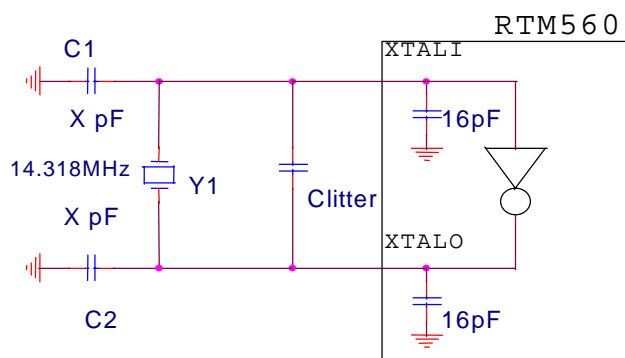 RTM560
C1
XTALI
X pF
16pF
14.318MHz
Y1
Clitter
X pF
XTALO
C2
16pF